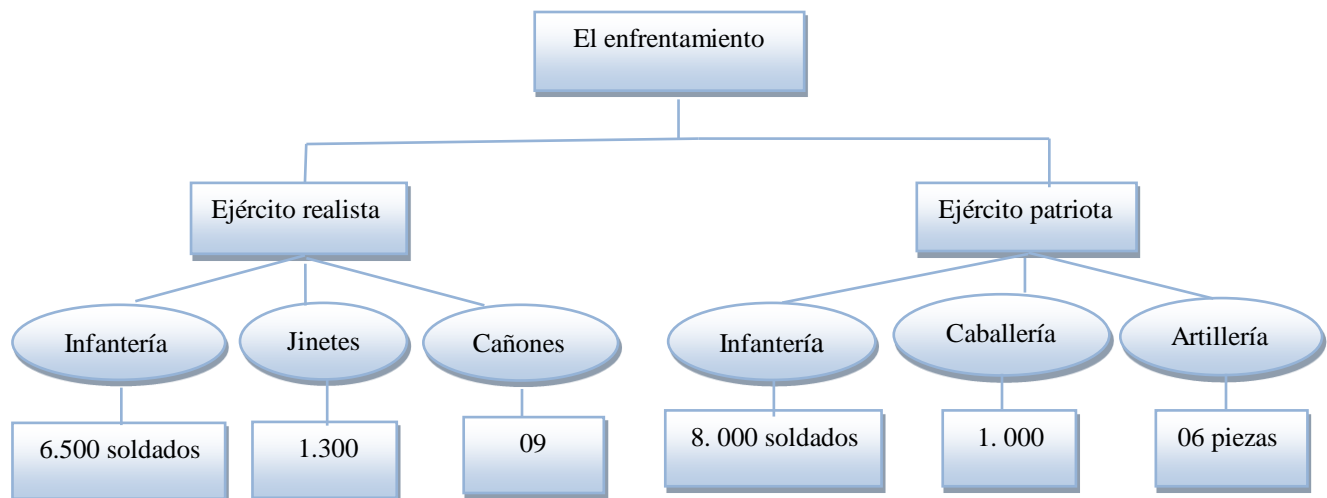 El enfrentamiento
Ejército realista
Ejército patriota
Infantería
Jinetes
Cañones
Infantería
Caballería
Artillería
6.500 soldados
1.300
09
8. 000 soldados
1. 000
06 piezas